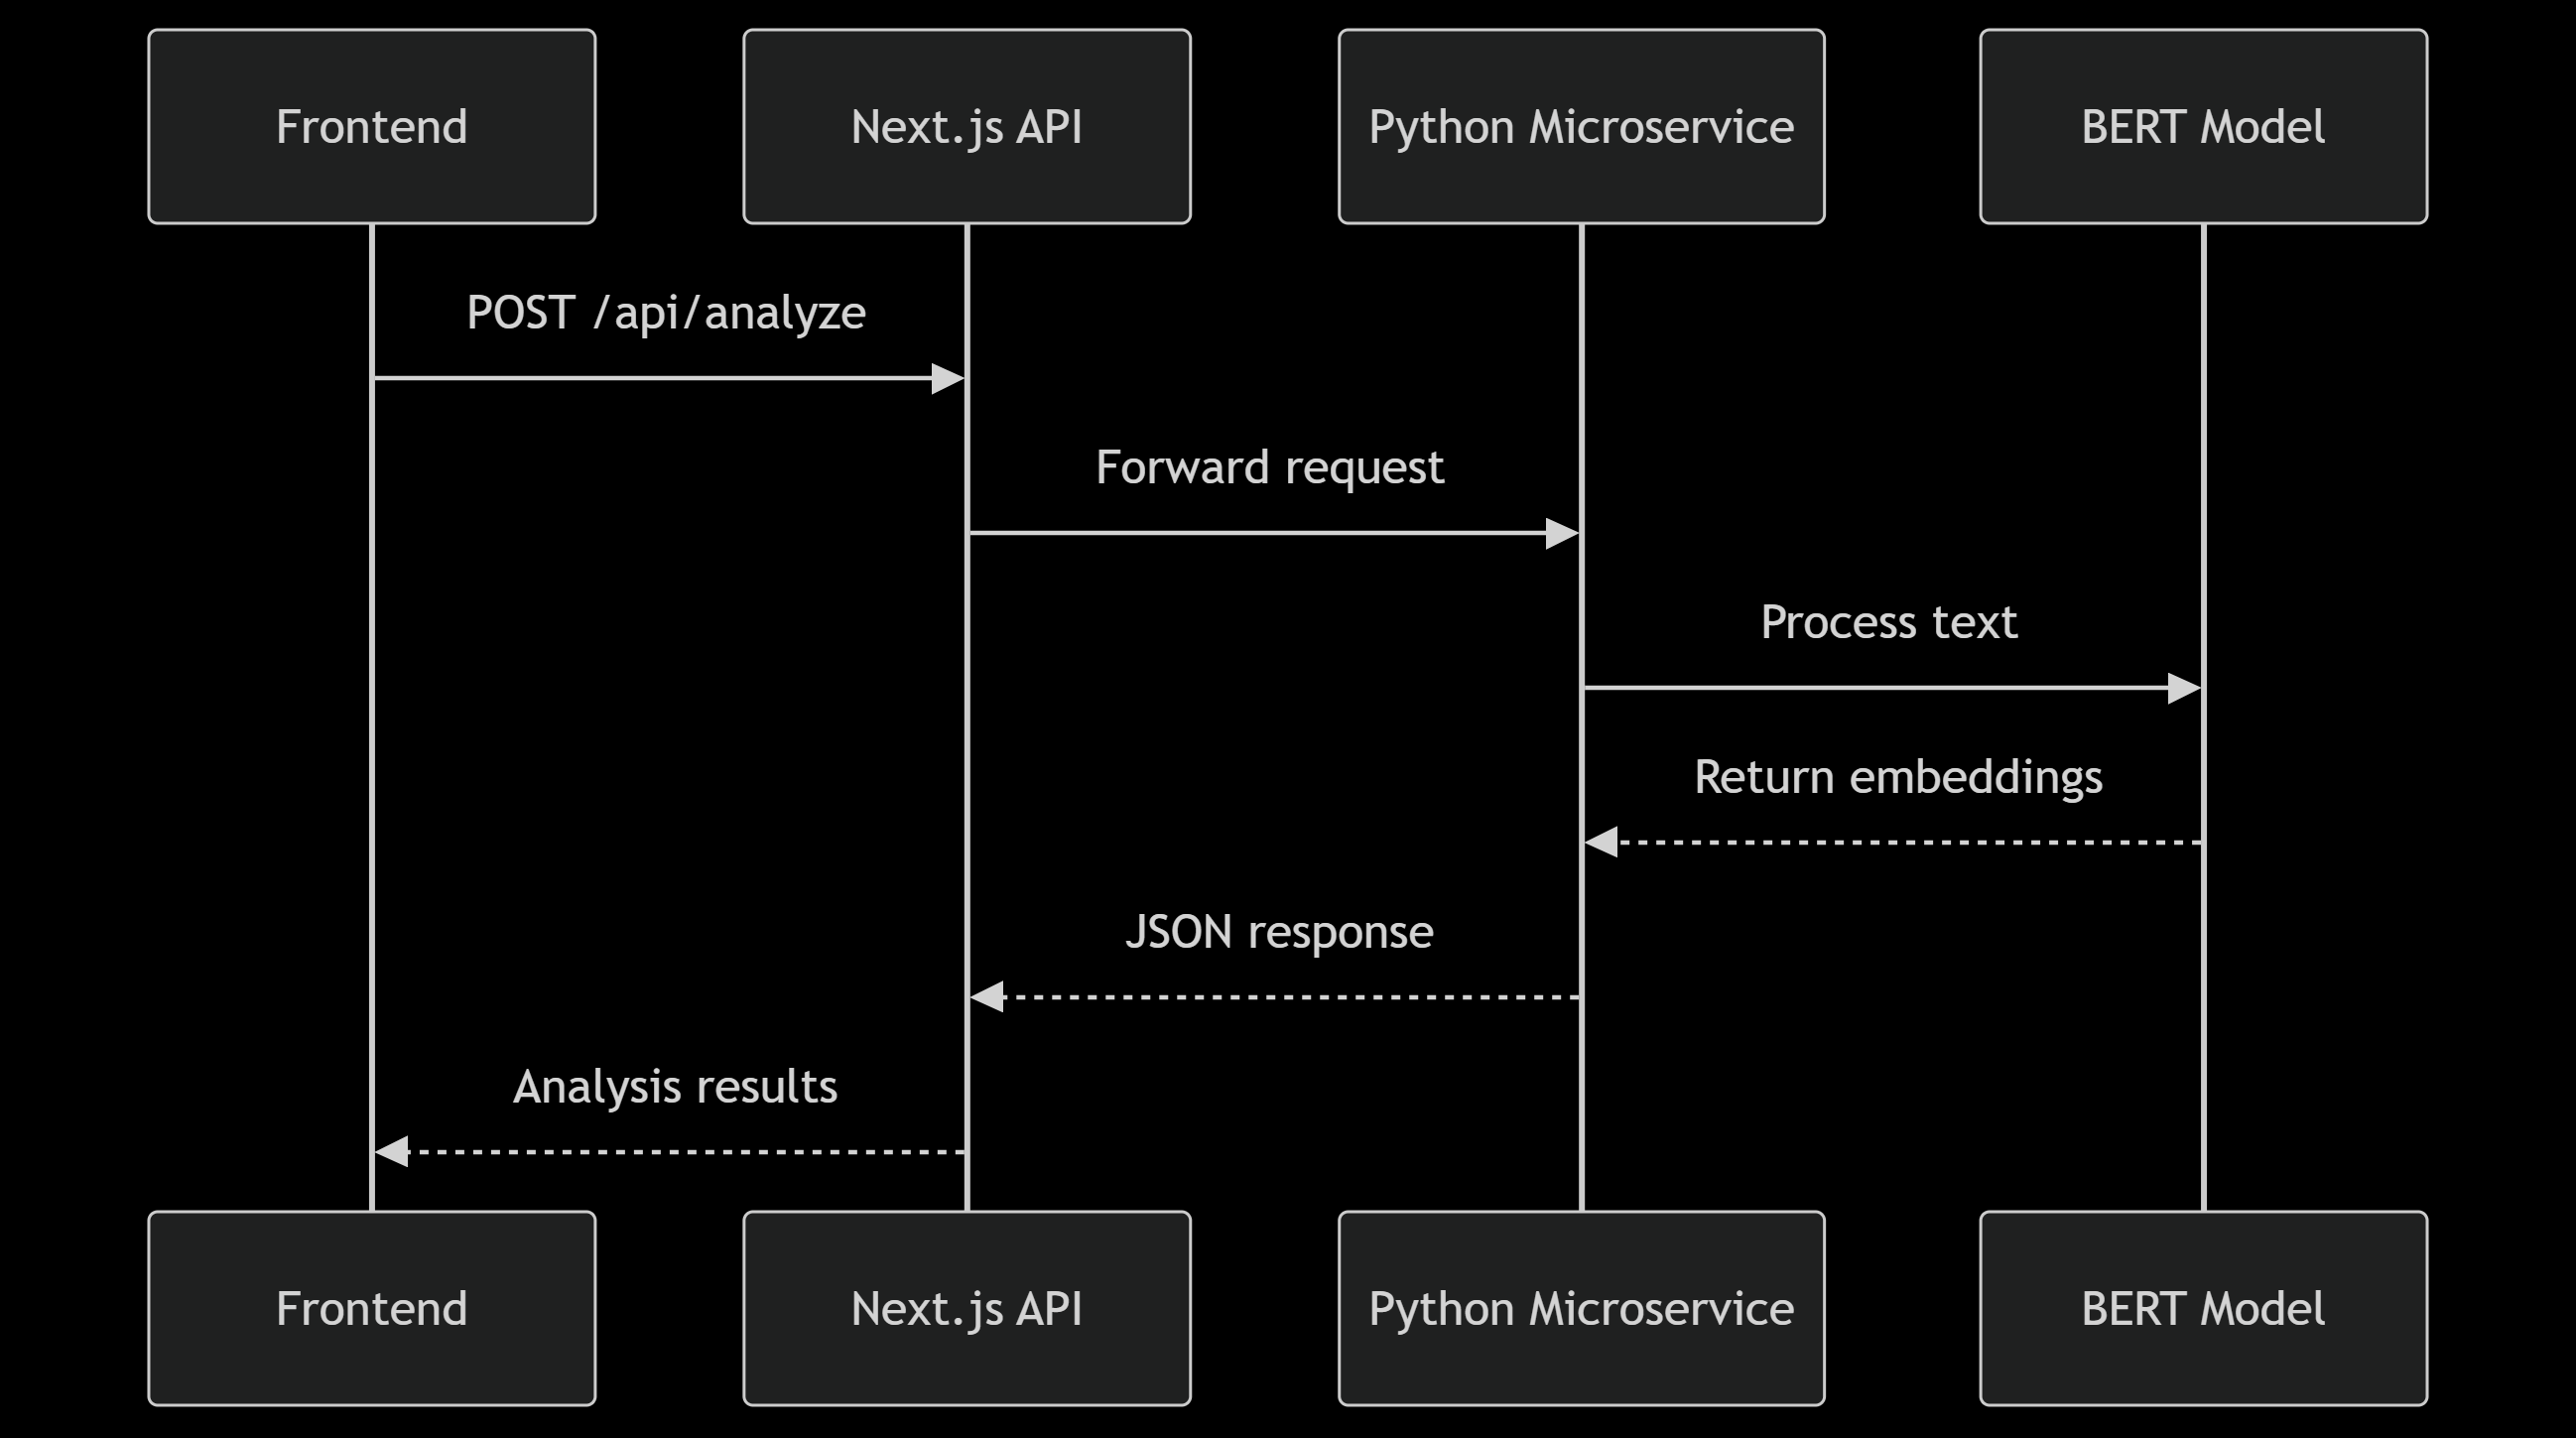 Frontend
Next.js API
Python Microservice
BERT Model
POST /api/analyze
Forward request
Process text
Return embeddings
JSON response
Analysis results
Frontend
Next.js API
Python Microservice
BERT Model